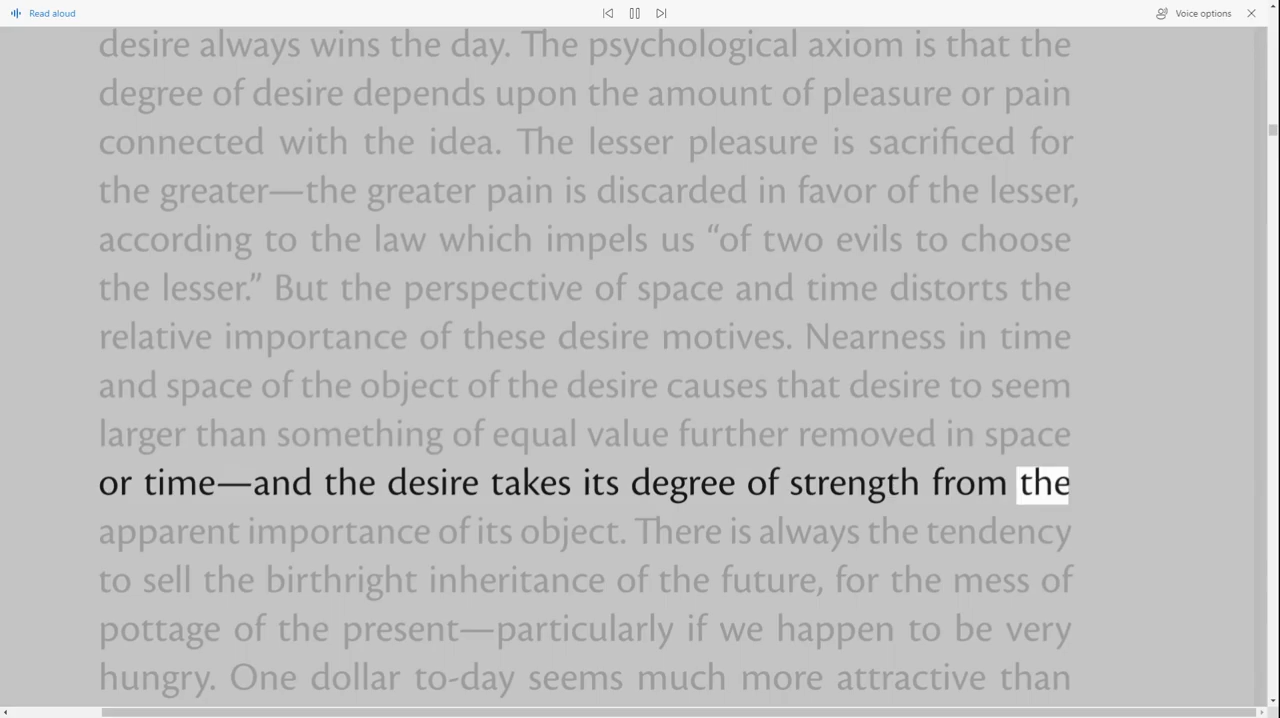 Read aloud
Voice options
desire always wins the day. The psychological axiom is that the
degree of desire depends upon the amount of pleasure or pain
connected with the idea. The lesser pleasure is sacrificed for
the greater—the greater pain is discarded in favor of the lesser,
according to the law which impels us “of two evils to choose
the lesser.” But the perspective of space and time distorts the
relative importance of these desire motives. Nearness in time
and space of the object of the desire causes that desire to seem
larger than something of equal value further removed in space
or time—and the desire takes its degree of strength from the
apparent importance of its object. There is always the tendency
to sell the birthright inheritance of the future, for the mess of
pottage of the present—particularly if we happen to be very
hungry. One dollar to-day seems much more attractive than